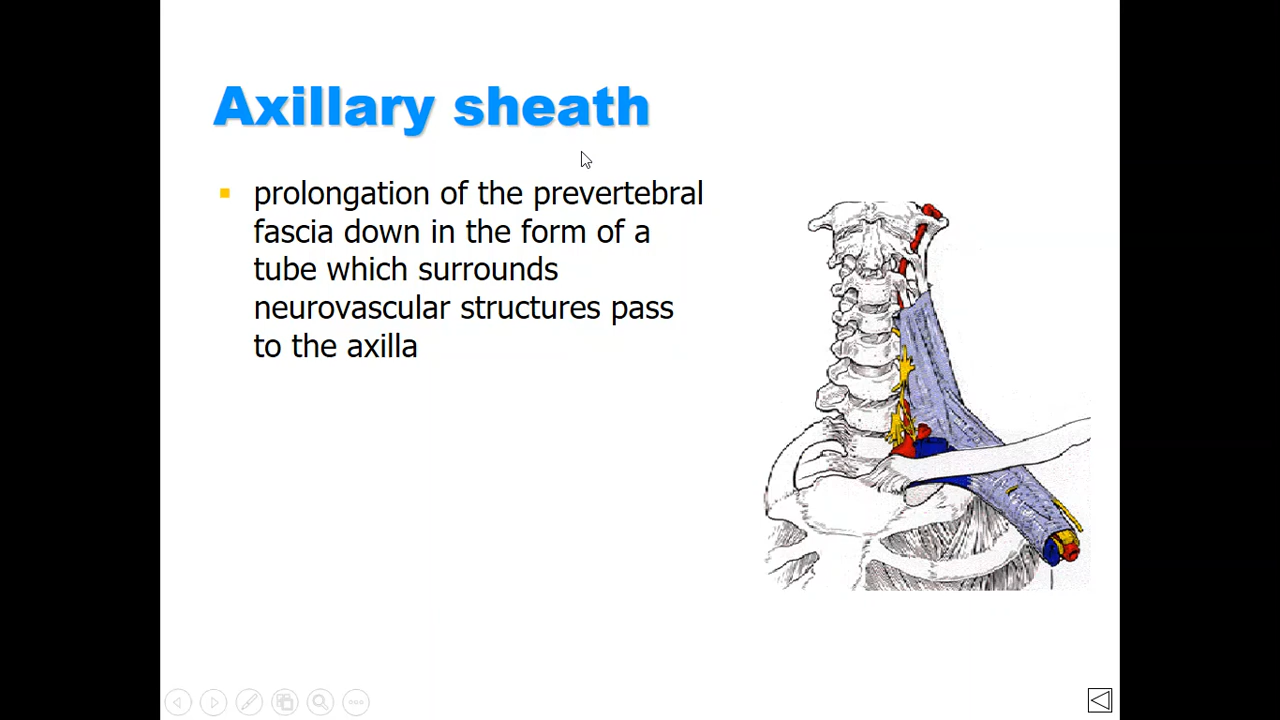 Axillary sheath
prolongation of the prevertebral
fascia down in the form of a
tube which surrounds
neurovascular structures pass
to the axilla